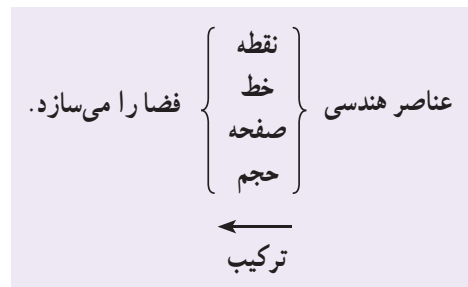 عناصر هندسی
نقطه
خط
صفحه
حجم
فضا را می‌سازد.
ترکیب